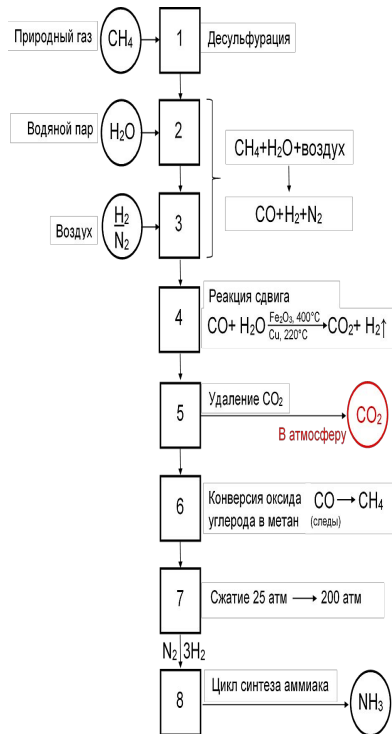 Природный газ
CH₄
1
Десульфурация
Водяной пар
H₂O
2
CH₄+H₂O+воздух
CO+H₂+N₂
Воздух
H₂
N₂
3
4
Реакция сдвига
CO+ H₂O Fe₂O₃, 400°C CO₂+ H₂↑
Cu, 220°C
5
Удаление CO₂
В атмосферу
CO₂
6
Конверсия оксида CO → CH₄
углерода в метан (следы)
7
Сжатие 25 атм → 200 атм
N₂ 3H₂
8
Цикл синтеза аммиака
NH₃